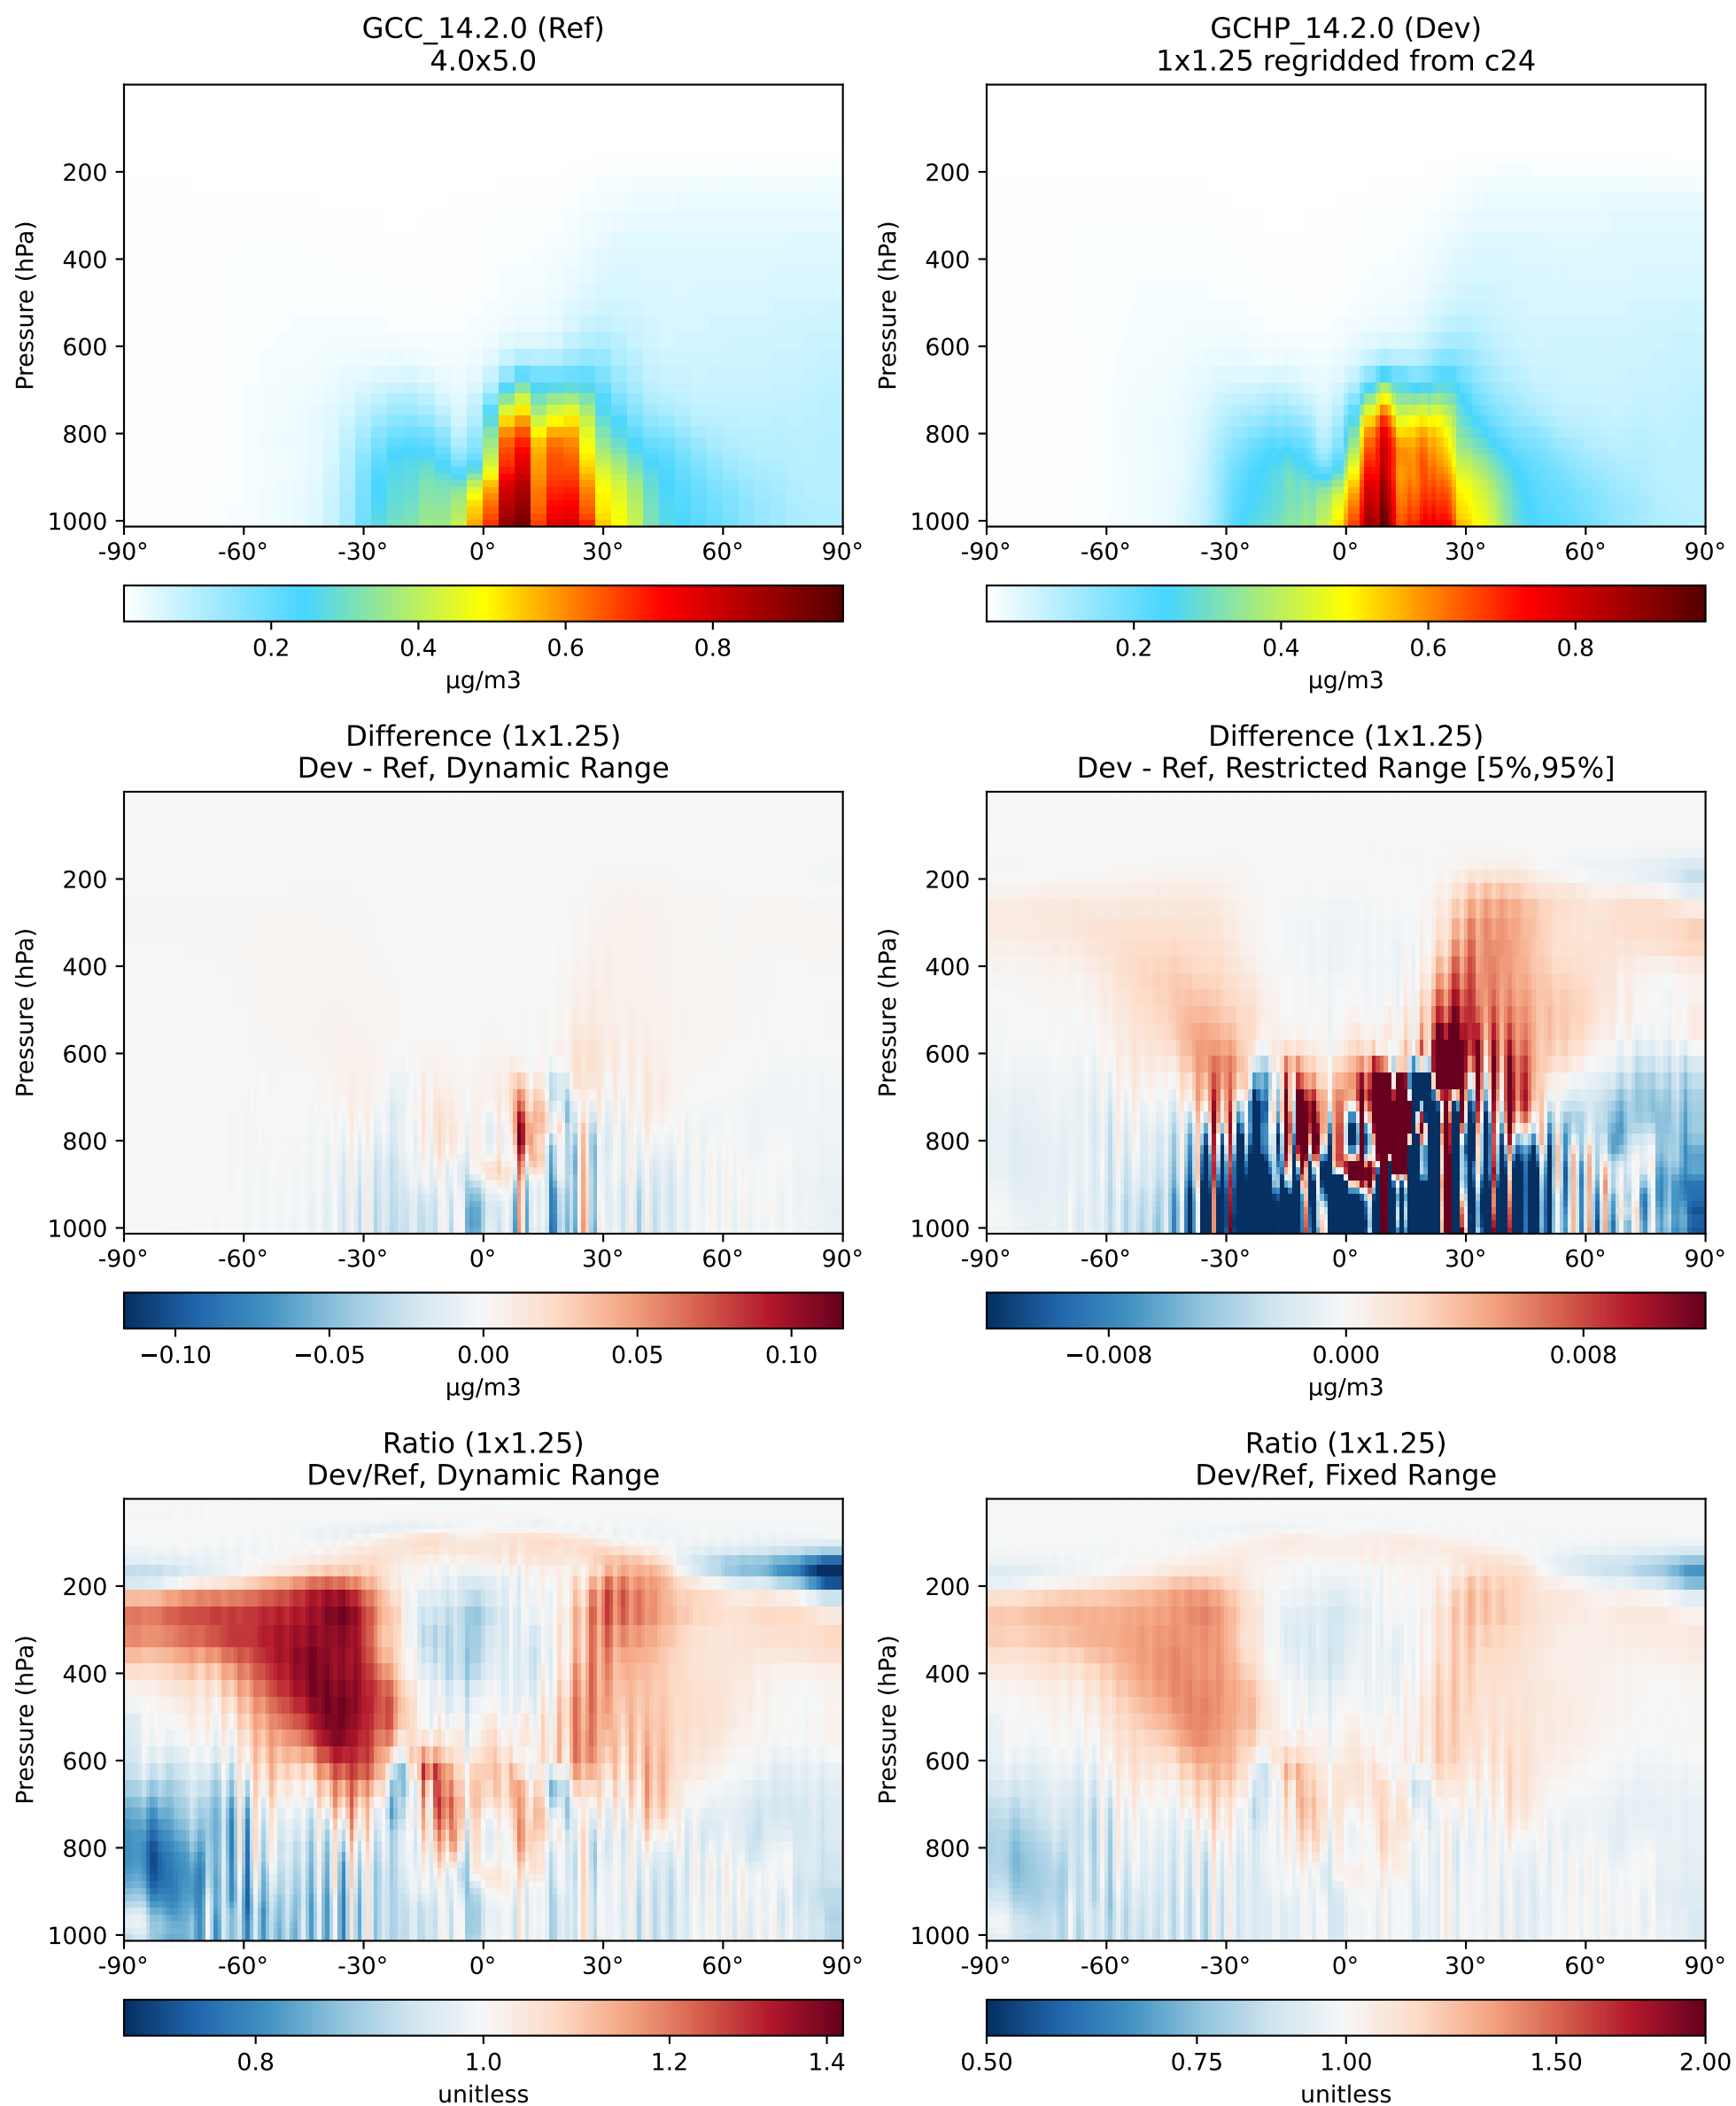 GCC_14.2.0 (Ref)
4.0x5.0
Pressure (hPa)
200
400
600
800
1000
-90° -60° -30° 0° 30° 60° 90°
0.2 0.4 0.6 0.8
µg/m3
GCHP_14.2.0 (Dev)
1x1.25 regridded from c24
Pressure (hPa)
200
400
600
800
1000
-90° -60° -30° 0° 30° 60° 90°
0.2 0.4 0.6 0.8
µg/m3
Difference (1x1.25)
Dev - Ref, Dynamic Range
Pressure (hPa)
200
400
600
800
1000
-90° -60° -30° 0° 30° 60° 90°
−0.10 −0.05 0.00 0.05 0.10
µg/m3
Difference (1x1.25)
Dev - Ref, Restricted Range [5%,95%]
Pressure (hPa)
200
400
600
800
1000
-90° -60° -30° 0° 30° 60° 90°
−0.008 0.000 0.008
µg/m3
Ratio (1x1.25)
Dev/Ref, Dynamic Range
Pressure (hPa)
200
400
600
800
1000
-90° -60° -30° 0° 30° 60° 90°
0.8 1.0 1.2 1.4
unitless
Ratio (1x1.25)
Dev/Ref, Fixed Range
Pressure (hPa)
200
400
600
800
1000
-90° -60° -30° 0° 30° 60° 90°
0.50 0.75 1.00 1.50 2.00
unitless